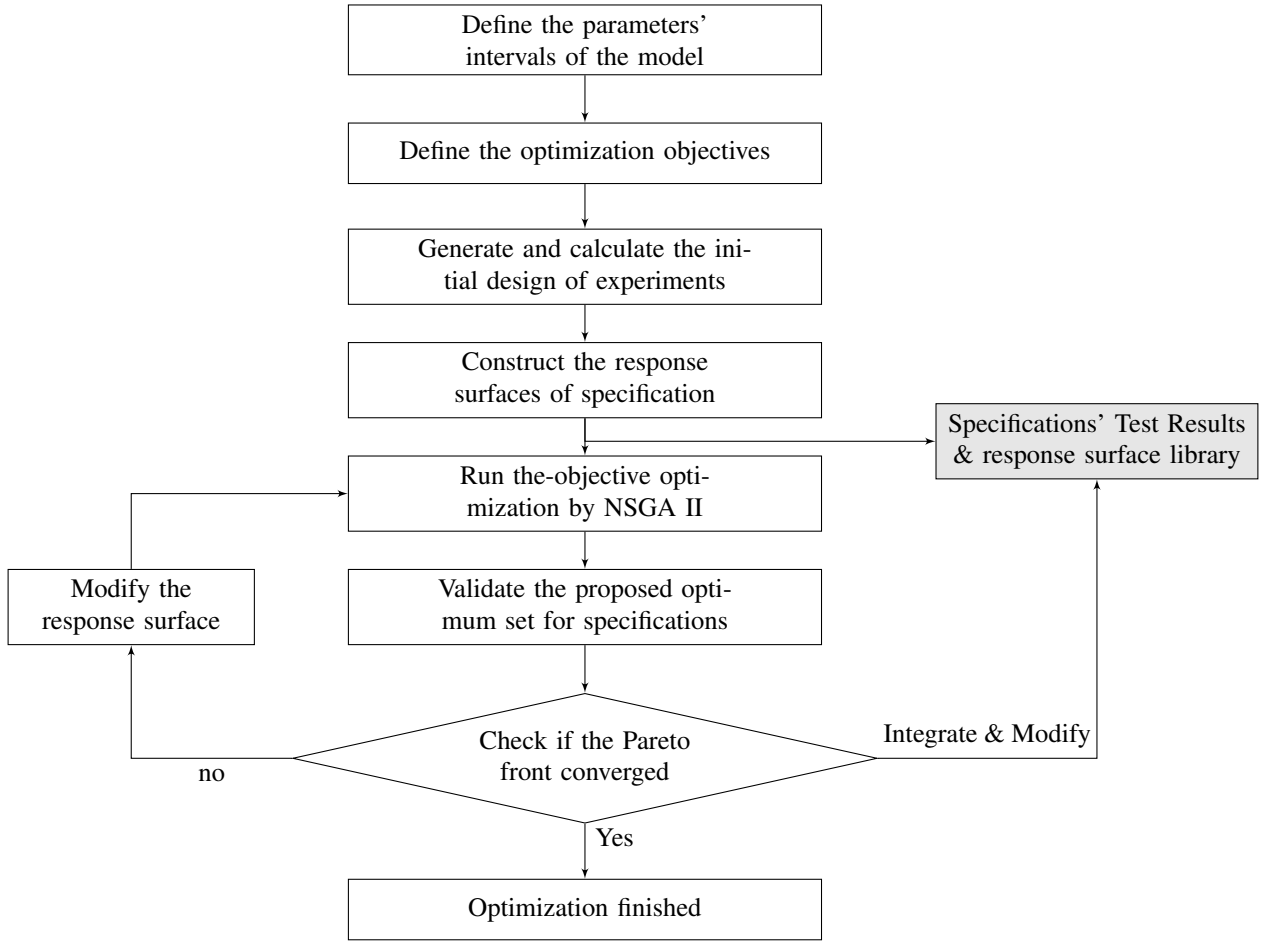 Define the parameters’
intervals of the model
Define the optimization objectives
Generate and calculate the ini-
tial design of experiments
Construct the response
surfaces of specification
Specifications’ Test Results
& response surface library
Run the-objective opti-
mization by NSGA II
Modify the
response surface
Validate the proposed opti-
mum set for specifications
Check if the Pareto
front converged
Integrate & Modify
no
Yes
Optimization finished